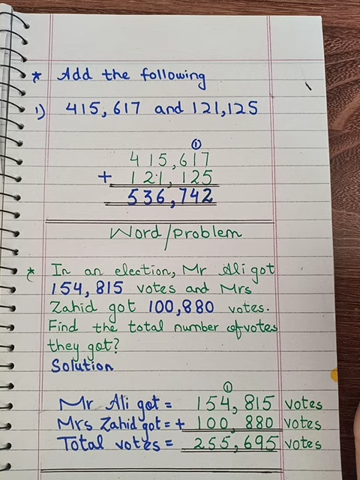 * Add the following
1) 415,617 and 121,125
1
415,617
+ 121,125
536,742
Word/problem
* In an election, Mr Ali got
154,815 votes and Mrs
Zahid got 100,880 votes.
Find the total number of votes
they got?
Solution
1
Mr Ali got = 154,815 votes
Mrs Zahid got = + 100,880 votes
Total votes = 255,695 votes